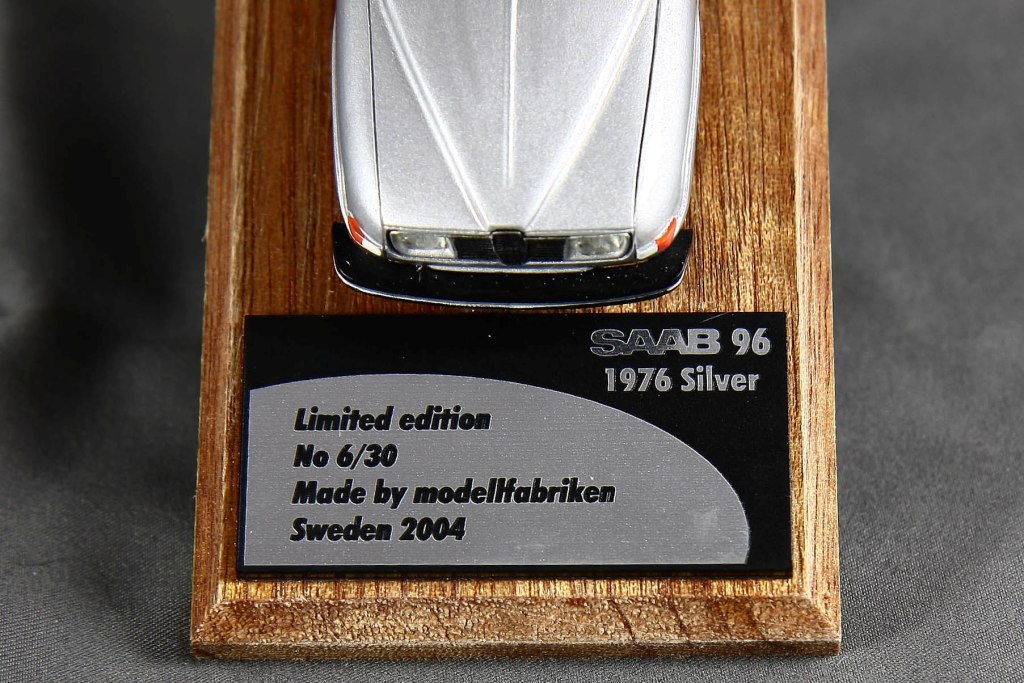 SAAB 96
1976 Silver
Limited edition
No 6/30
Made by modellfabriken
Sweden 2004